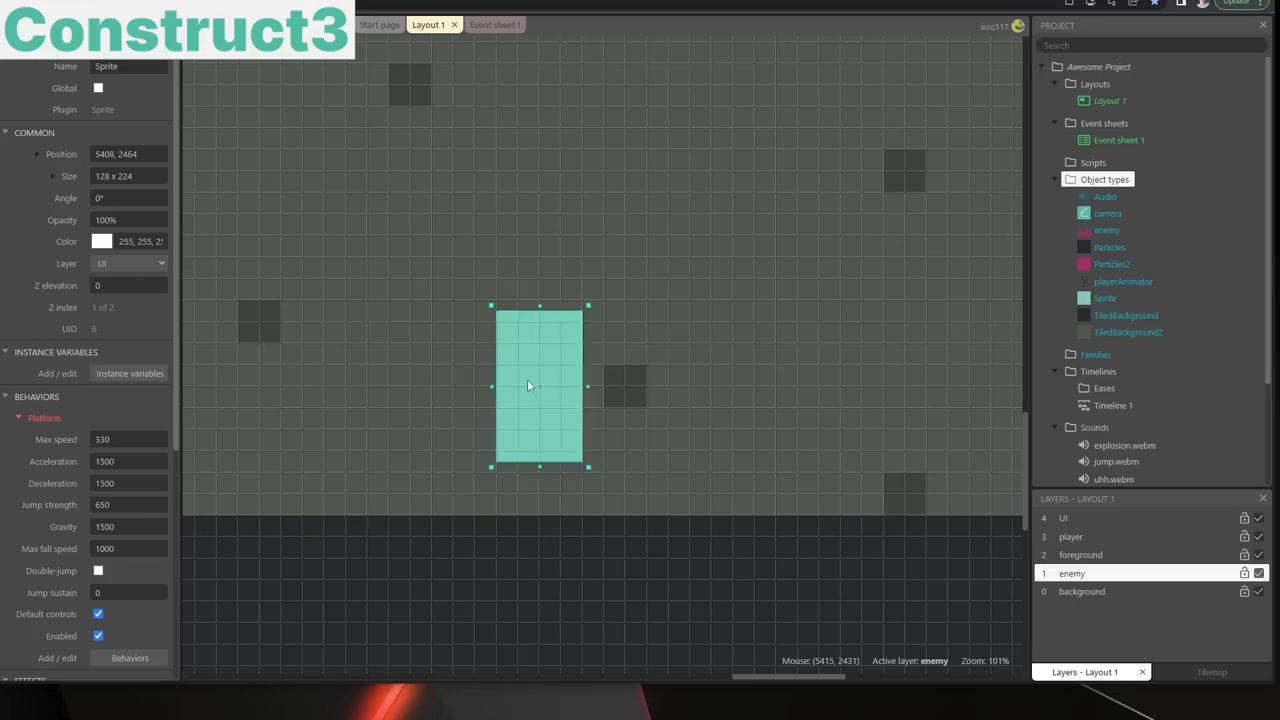 Construct3
Update
Start page
Layout 1
Event sheet 1
iroc117
PROJECT
Search
Name Sprite
Global
Plugin Sprite
COMMON
Position 5408, 2464
Size 128 x 224
Angle 0°
Opacity 100%
Color 255, 255, 2
Layer UI
Z elevation 0
Z index 1 of 2
UID 6
INSTANCE VARIABLES
Add / edit Instance variables
BEHAVIORS
Platform
Max speed 330
Acceleration 1500
Deceleration 1500
Jump strength 650
Gravity 1500
Max fall speed 1000
Double-jump
Jump sustain 0
Default controls
Enabled
Add / edit Behaviors
EFFECTS
Awesome Project
Layouts
Layout 1
Event sheets
Event sheet 1
Scripts
Object types
Audio
camera
enemy
Particles
Particles2
playerAnimator
Sprite
TiledBackground
TiledBackground2
Families
Timelines
Eases
Timeline 1
Sounds
explosion.webm
jump.webm
uhh.webm
LAYERS - LAYOUT 1
4 UI
3 player
2 foreground
1 enemy
0 background
Mouse: (5415, 2431) Active layer: enemy Zoom: 101%
Layers - Layout 1
Tilemap